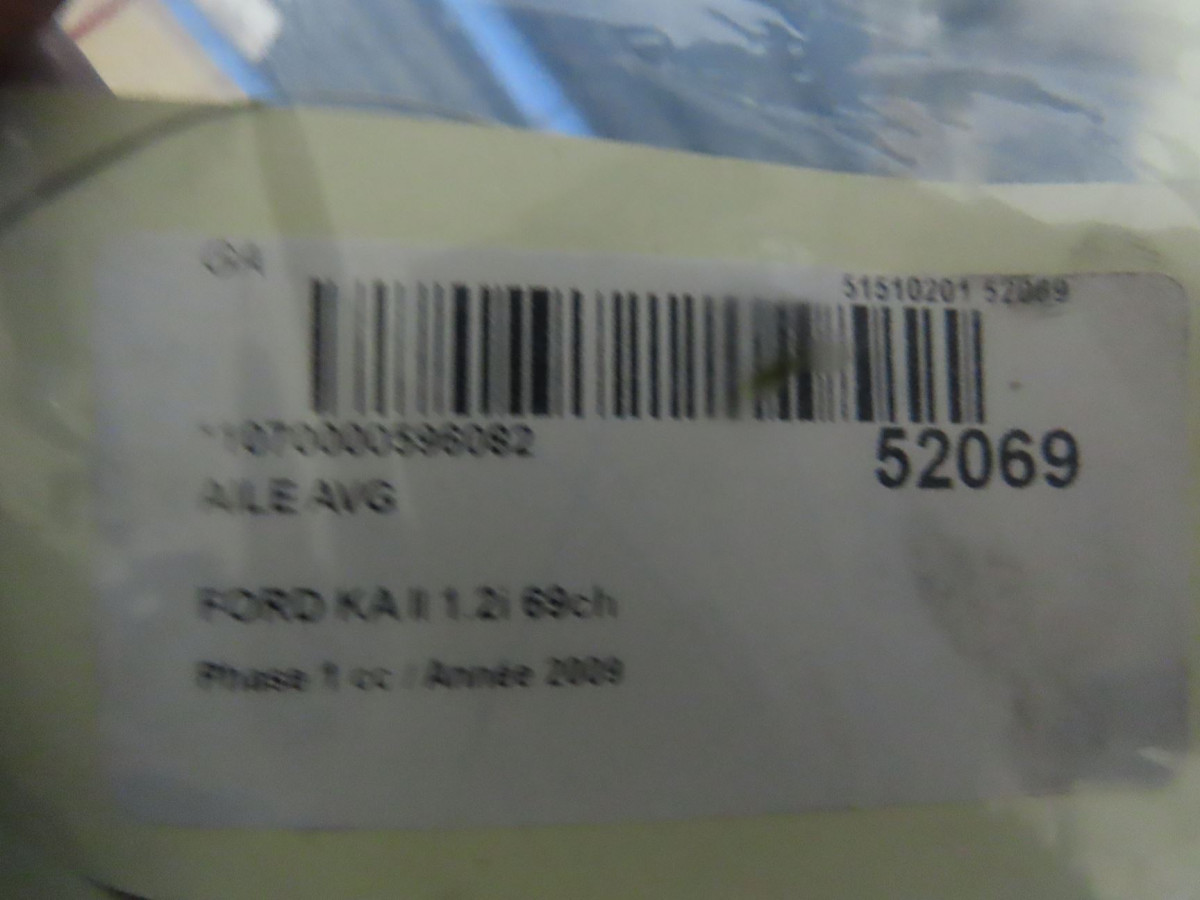 51510201 52069
52069
AILE AVG
FORD KA II 1.2i 69ch
Phase 1 cc / Année 2009